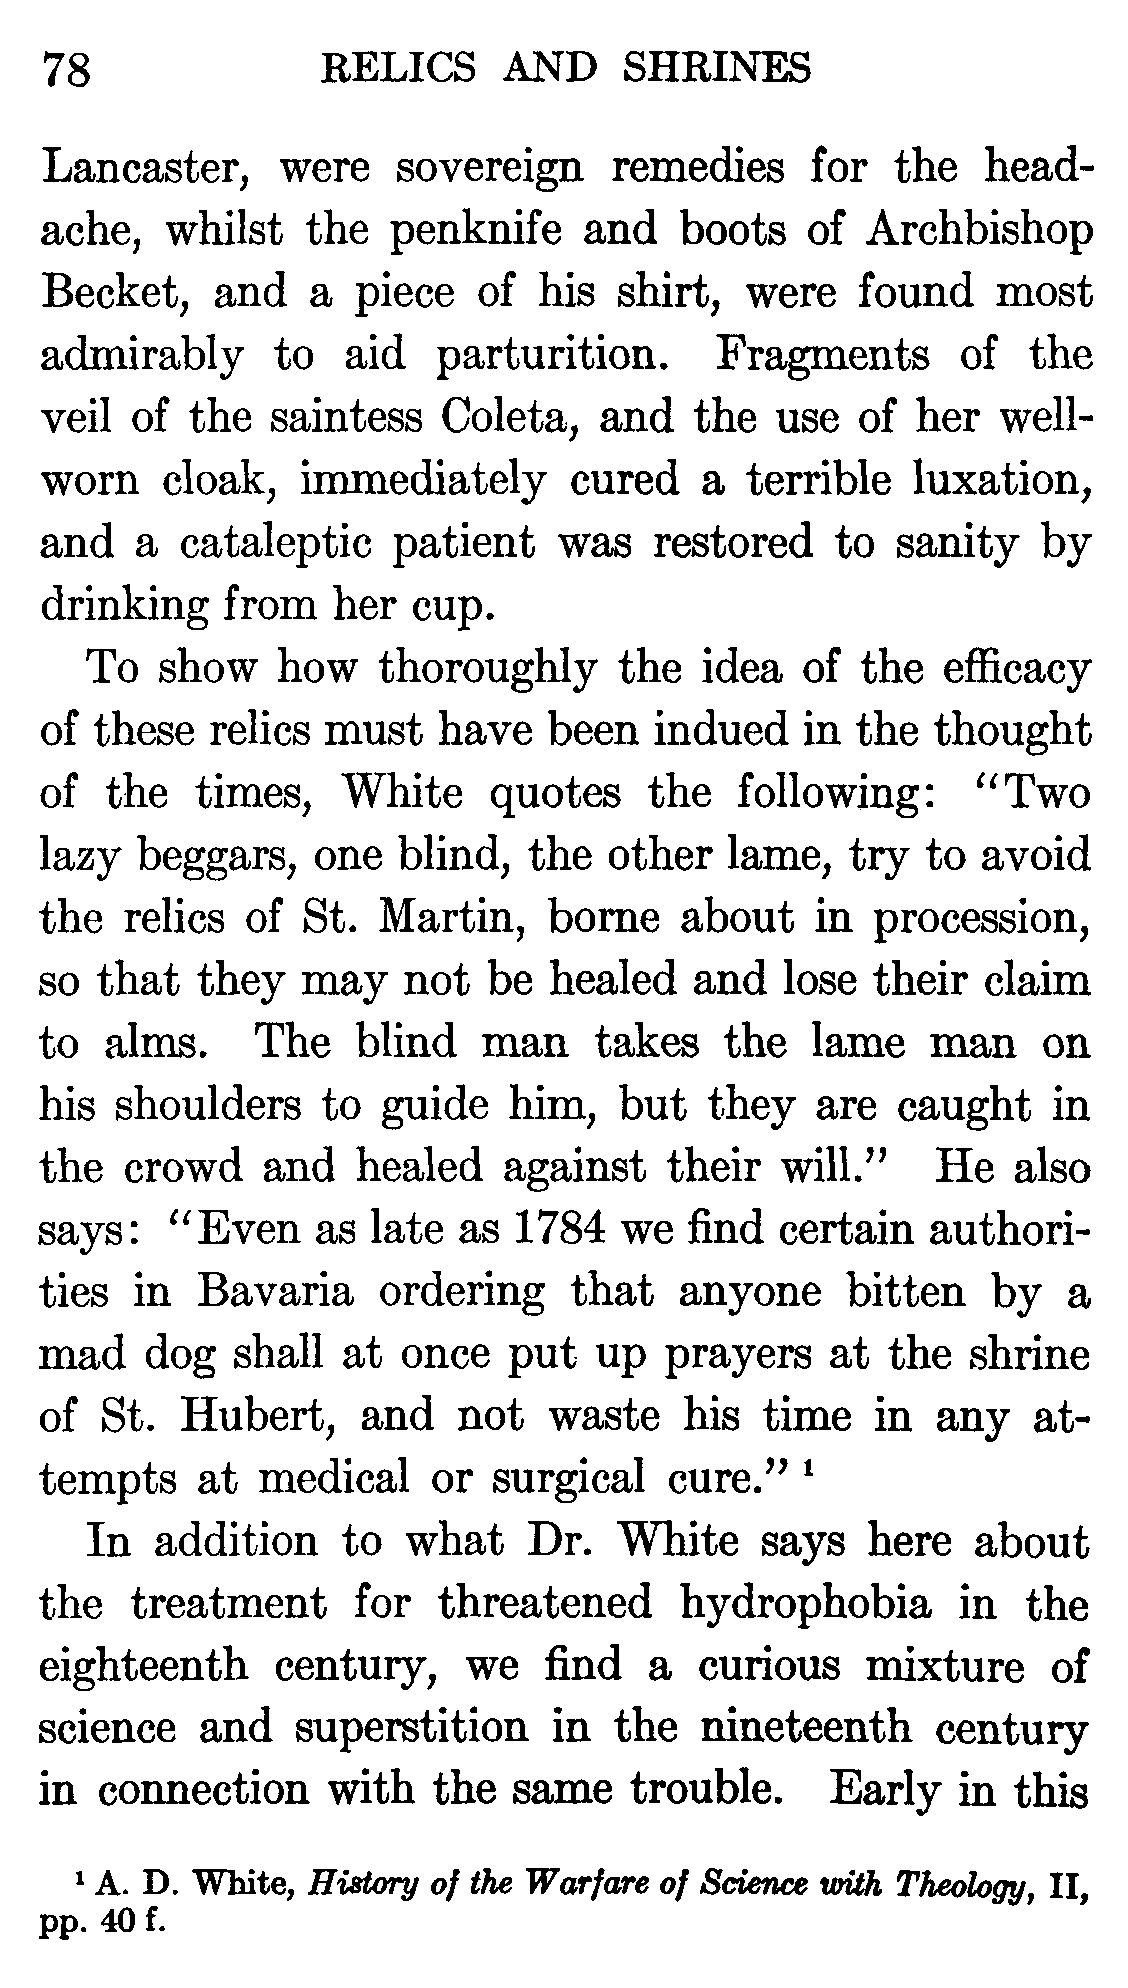 78 RELICS AND SHRINES
Lancaster, were sovereign remedies for the head-
ache, whilst the penknife and boots of Archbishop
Becket, and a piece of his shirt, were found most
admirably to aid parturition. Fragments of the
veil of the saintess Coleta, and the use of her well-
worn cloak, immediately cured a terrible luxation,
and a cataleptic patient was restored to sanity by
drinking from her cup.
To show how thoroughly the idea of the efficacy
of these relics must have been indued in the thought
of the times, White quotes the following: “Two
lazy beggars, one blind, the other lame, try to avoid
the relics of St. Martin, borne about in procession,
so that they may not be healed and lose their claim
to alms. The blind man takes the lame man on
his shoulders to guide him, but they are caught in
the crowd and healed against their will.” He also
says: “Even as late as 1784 we find certain authori-
ties in Bavaria ordering that anyone bitten by a
mad dog shall at once put up prayers at the shrine
of St. Hubert, and not waste his time in any at-
tempts at medical or surgical cure.” ¹
In addition to what Dr. White says here about
the treatment for threatened hydrophobia in the
eighteenth century, we find a curious mixture of
science and superstition in the nineteenth century
in connection with the same trouble. Early in this
¹ A. D. White, History of the Warfare of Science with Theology, II,
pp. 40 f.